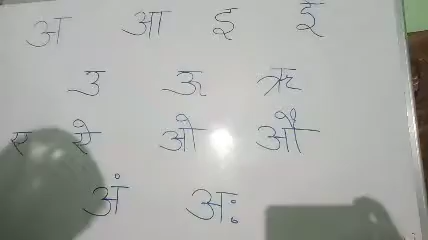 अ आ इ ई
उ ऊ ऋ
ए ऐ ओ औ
अं अः